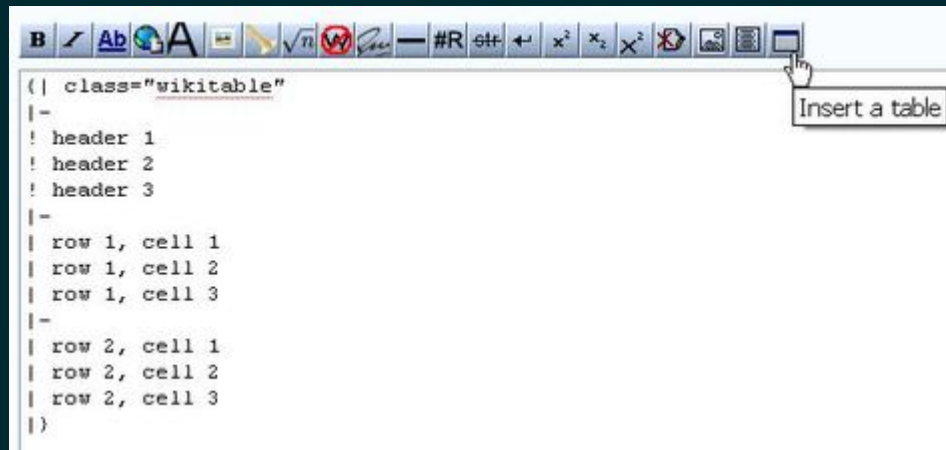 B I Ab A √n W #R str x² x₂ x²
{| class="wikitable"
|-
! header 1
! header 2
! header 3
|-
| row 1, cell 1
| row 1, cell 2
| row 1, cell 3
|-
| row 2, cell 1
| row 2, cell 2
| row 2, cell 3
|}
Insert a table